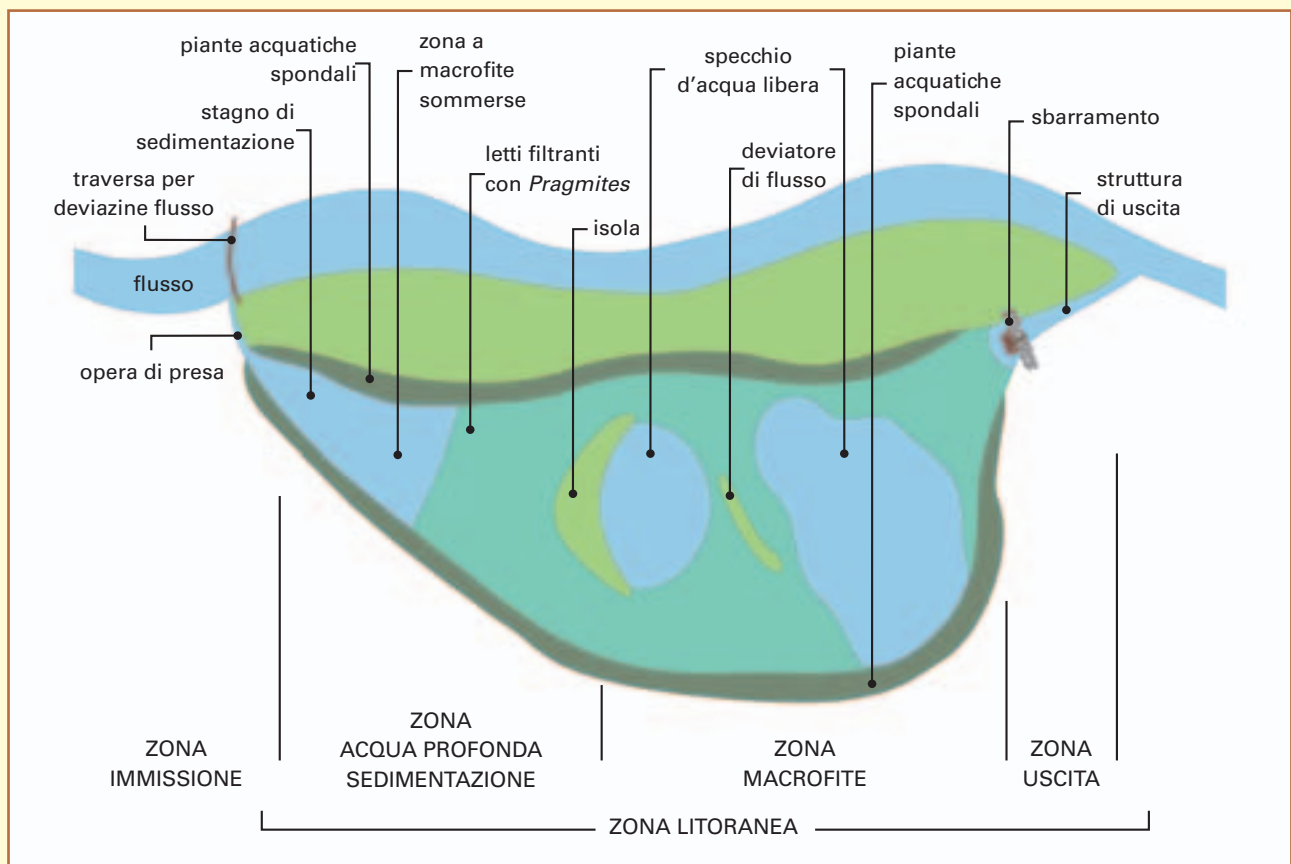 piante acquatiche
spondali
zona a
macrofite
sommerse
specchio
d'acqua libera
piante
acquatiche
spondali
sbarramento
stagno di
sedimentazione
letti filtranti
con Pragmites
deviatore
di flusso
struttura
di uscita
traversa per
deviazine flusso
isola
flusso
opera di presa
ZONA
IMMISSIONE
ZONA
ACQUA PROFONDA
SEDIMENTAZIONE
ZONA
MACROFITE
ZONA
USCITA
ZONA LITORANEA